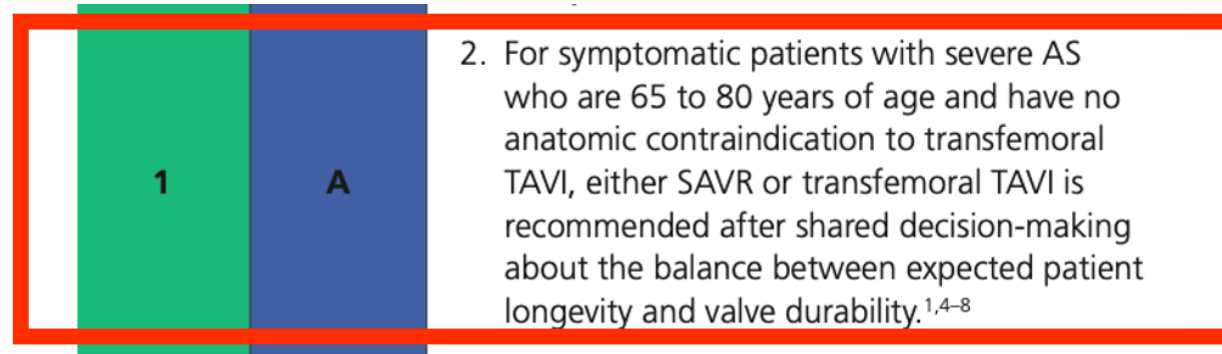 1
A
2. For symptomatic patients with severe AS
who are 65 to 80 years of age and have no
anatomic contraindication to transfemoral
TAVI, either SAVR or transfemoral TAVI is
recommended after shared decision-making
about the balance between expected patient
longevity and valve durability.1,4–8